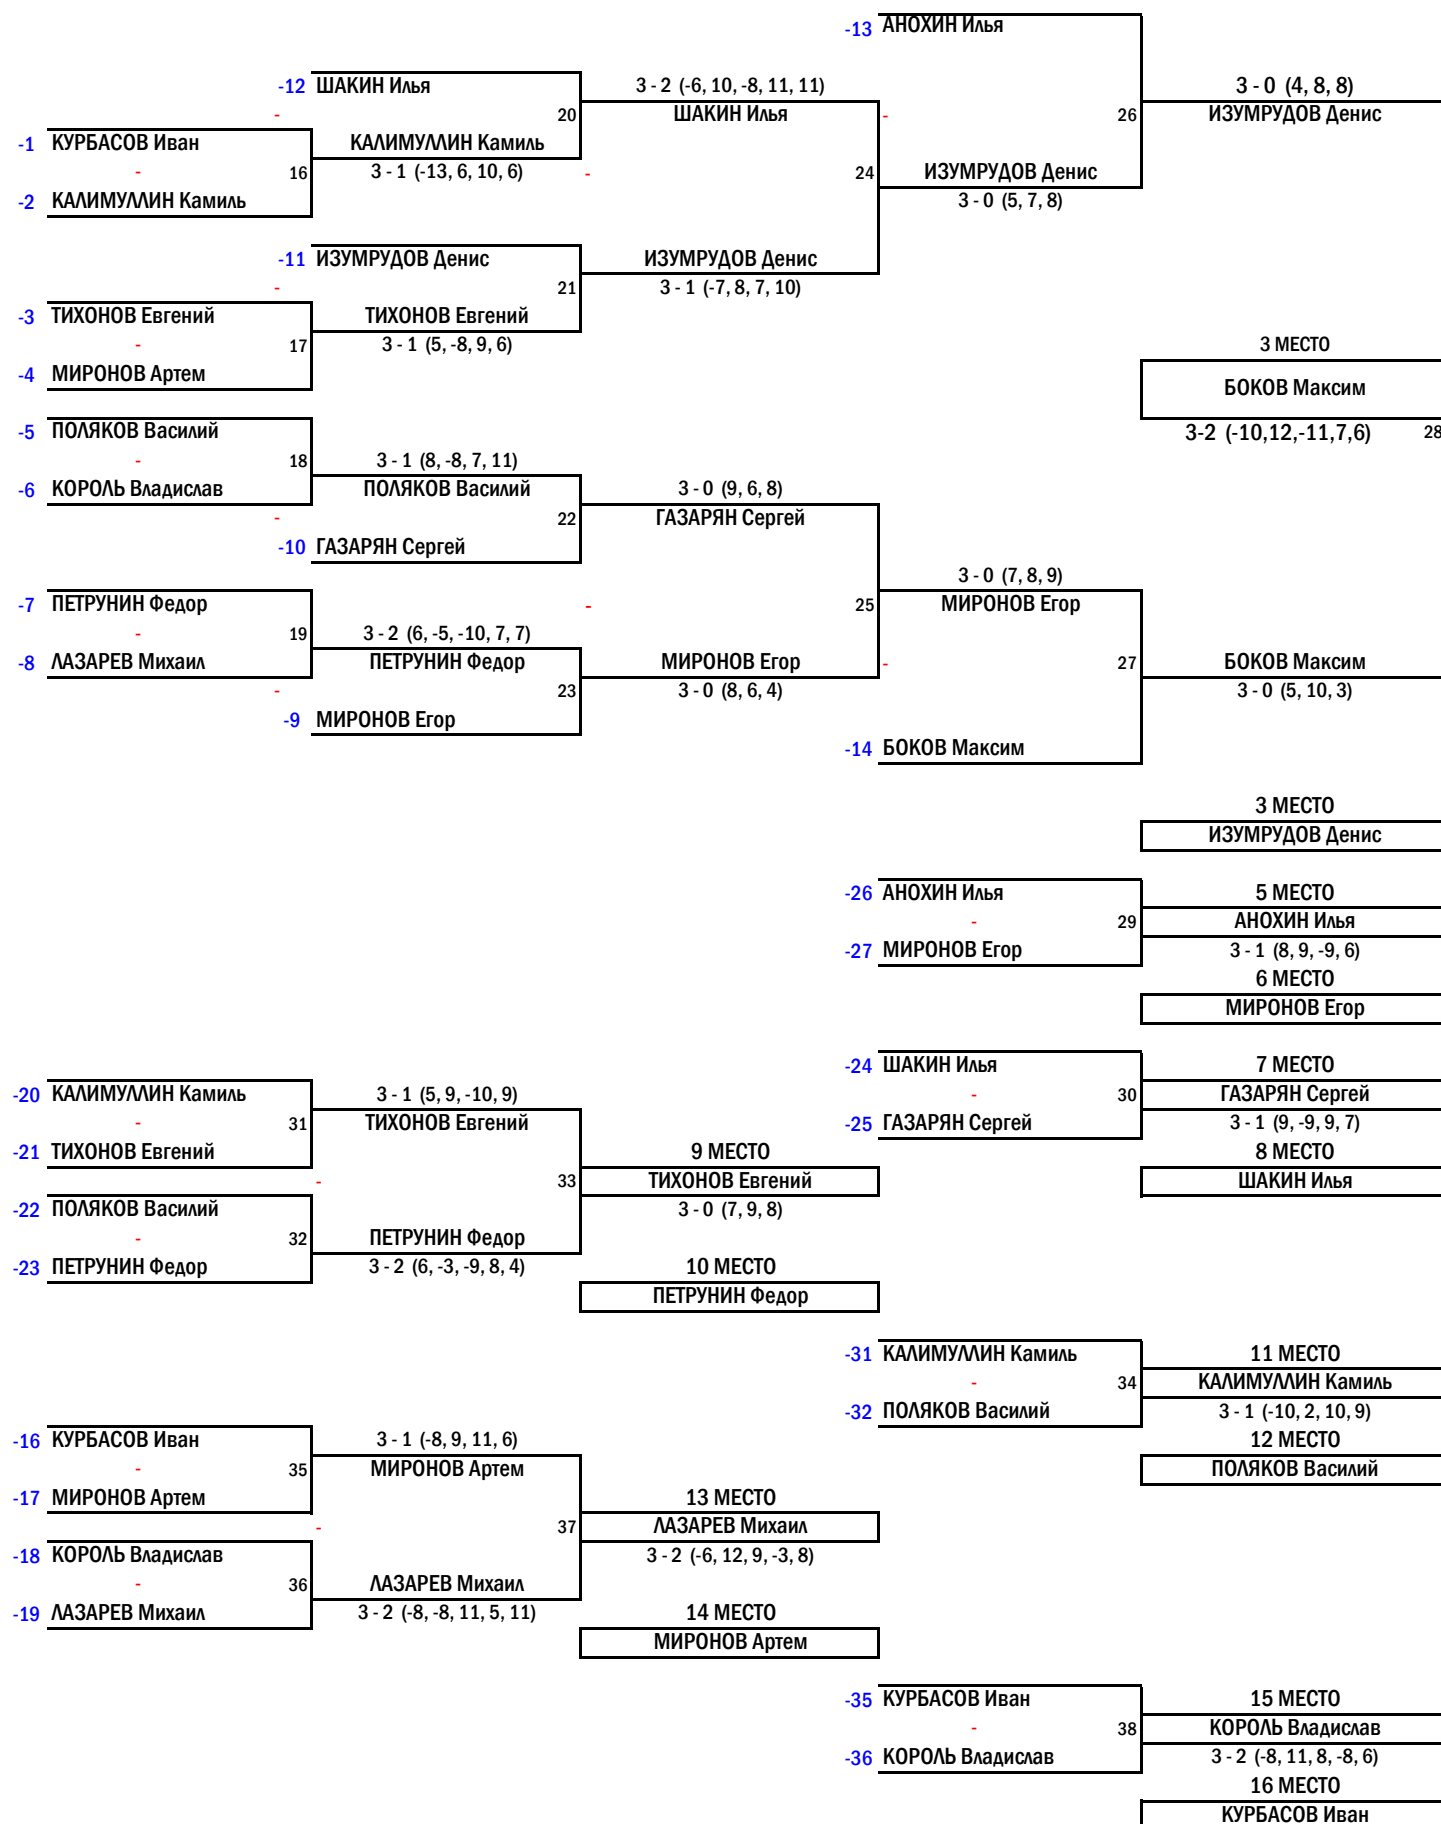 -13 АНОХИН Илья
-12 ШАКИН Илья
3 - 2 (-6, 10, -8, 11, 11)
3 - 0 (4, 8, 8)
-
20
ШАКИН Илья
-
26
ИЗУМРУДОВ Денис
-1 КУРБАСОВ Иван
КАЛИМУЛЛИН Камиль
-
16
3 - 1 (-13, 6, 10, 6)
-
24
ИЗУМРУДОВ Денис
-2 КАЛИМУЛЛИН Камиль
3 - 0 (5, 7, 8)
-11 ИЗУМРУДОВ Денис
ИЗУМРУДОВ Денис
-
21
3 - 1 (-7, 8, 7, 10)
-3 ТИХОНОВ Евгений
ТИХОНОВ Евгений
-
17
3 - 1 (5, -8, 9, 6)
3 МЕСТО
-4 МИРОНОВ Артем
БОКОВ Максим
-5 ПОЛЯКОВ Василий
3-2 (-10,12,-11,7,6)
28
-
18
3 - 1 (8, -8, 7, 11)
-6 КОРОЛЬ Владислав
ПОЛЯКОВ Василий
3 - 0 (9, 6, 8)
-
22
ГАЗАРЯН Сергей
-10 ГАЗАРЯН Сергей
3 - 0 (7, 8, 9)
-7 ПЕТРУНИН Федор
-
25
МИРОНОВ Егор
-
19
3 - 2 (6, -5, -10, 7, 7)
-8 ЛАЗАРЕВ Михаил
ПЕТРУНИН Федор
МИРОНОВ Егор
-
27
БОКОВ Максим
-
23
3 - 0 (8, 6, 4)
3 - 0 (5, 10, 3)
-9 МИРОНОВ Егор
-14 БОКОВ Максим
3 МЕСТО
ИЗУМРУДОВ Денис
-26 АНОХИН Илья
5 МЕСТО
-
29
АНОХИН Илья
-27 МИРОНОВ Егор
3 - 1 (8, 9, -9, 6)
6 МЕСТО
МИРОНОВ Егор
-24 ШАКИН Илья
7 МЕСТО
-20 КАЛИМУЛЛИН Камиль
3 - 1 (5, 9, -10, 9)
-
30
ГАЗАРЯН Сергей
-
31
ТИХОНОВ Евгений
-25 ГАЗАРЯН Сергей
3 - 1 (9, -9, 9, 7)
-21 ТИХОНОВ Евгений
9 МЕСТО
8 МЕСТО
-
33
ТИХОНОВ Евгений
ШАКИН Илья
-22 ПОЛЯКОВ Василий
3 - 0 (7, 9, 8)
-
32
ПЕТРУНИН Федор
-23 ПЕТРУНИН Федор
3 - 2 (6, -3, -9, 8, 4)
10 МЕСТО
ПЕТРУНИН Федор
-31 КАЛИМУЛЛИН Камиль
11 МЕСТО
-
34
КАЛИМУЛЛИН Камиль
-32 ПОЛЯКОВ Василий
3 - 1 (-10, 2, 10, 9)
-16 КУРБАСОВ Иван
3 - 1 (-8, 9, 11, 6)
12 МЕСТО
-
35
МИРОНОВ Артем
ПОЛЯКОВ Василий
-17 МИРОНОВ Артем
13 МЕСТО
-
37
ЛАЗАРЕВ Михаил
-18 КОРОЛЬ Владислав
3 - 2 (-6, 12, 9, -3, 8)
-
36
ЛАЗАРЕВ Михаил
-19 ЛАЗАРЕВ Михаил
3 - 2 (-8, -8, 11, 5, 11)
14 МЕСТО
МИРОНОВ Артем
-35 КУРБАСОВ Иван
15 МЕСТО
-
38
КОРОЛЬ Владислав
-36 КОРОЛЬ Владислав
3 - 2 (-8, 11, 8, -8, 6)
16 МЕСТО
КУРБАСОВ Иван